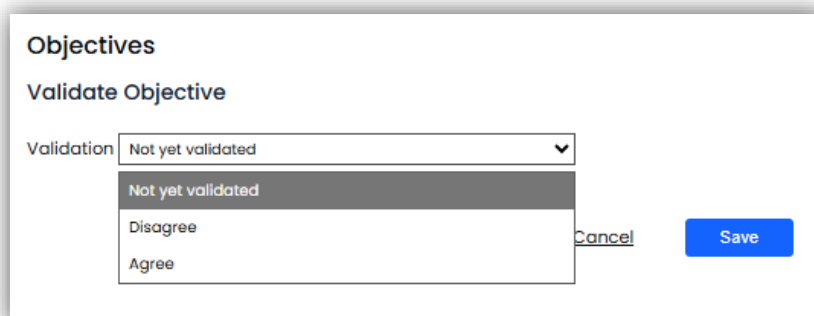 Objectives
Validate Objective
Validation Not yet validated
Not yet validated
Disagree
Cancel Save
Agree